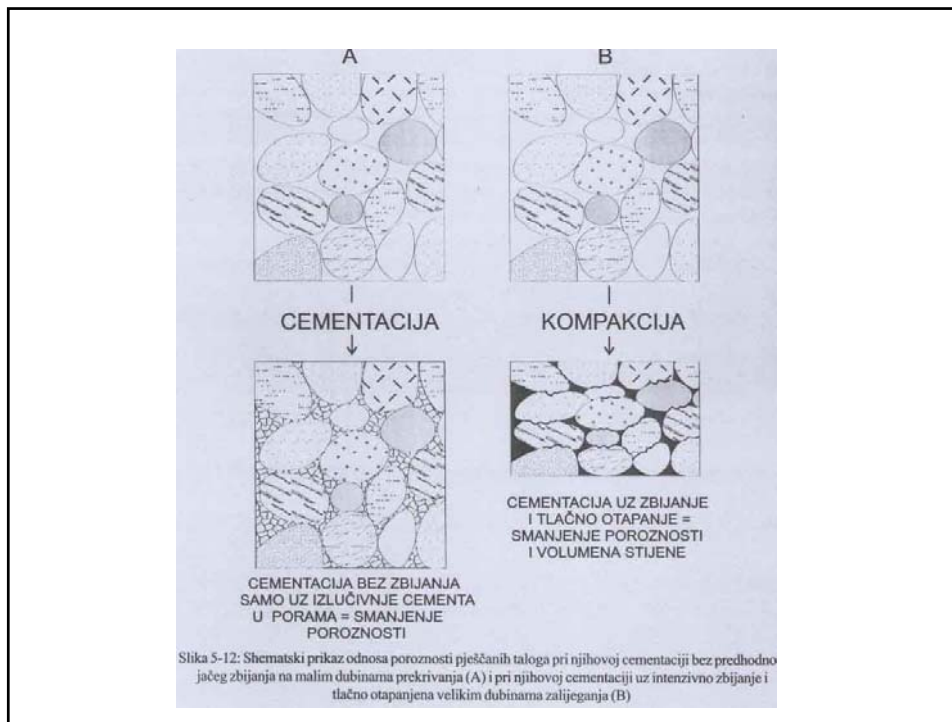 A
B
CEMENTACIJA
KOMPAKCIJA
CEMENTACIJA BEZ ZBIJANJA
SAMO UZ IZLUČIVNJE CEMENTA
U PORAMA = SMANJENJE
POROZNOSTI
CEMENTACIJA UZ ZBIJANJE
I TLAČNO OTAPANJE =
SMANJENJE POROZNOSTI
I VOLUMENA STIJENE
Slika 5-12: Shematski prikaz odnosa poroznosti pješčanih taloga pri njihovoj cementaciji bez predhodno
jačeg zbijanja na malim dubinama prekrivanja (A) i pri njihovoj cementaciji uz intenzivno zbijanje i
tlačno otapanjena velikim dubinama zalijeganja (B)